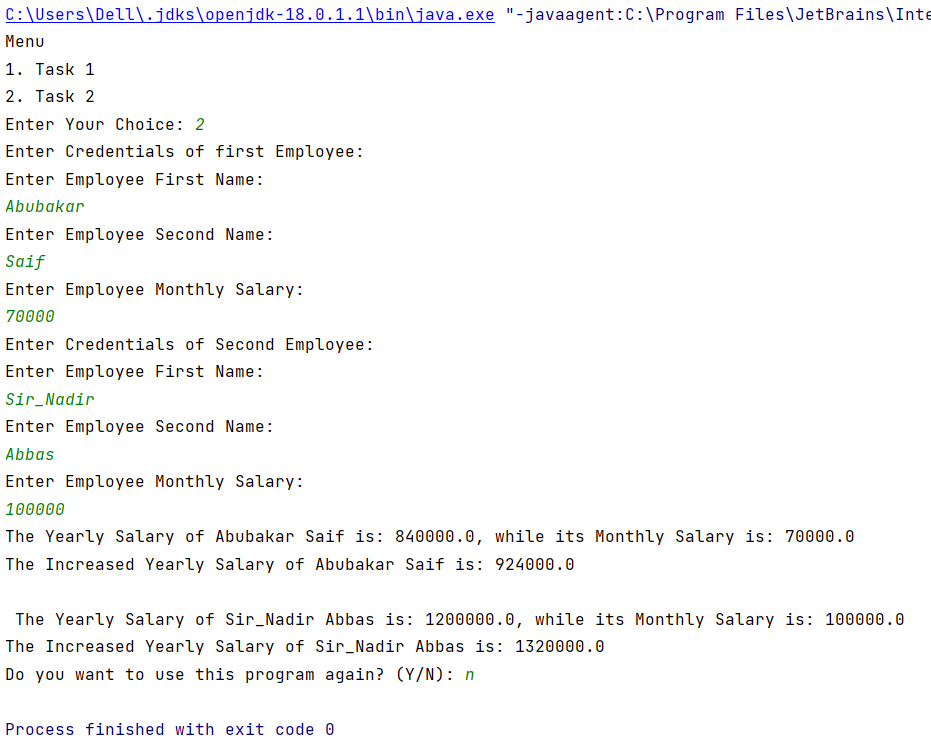 C:\Users\Dell\.jdks\openjdk-18.0.1.1\bin\java.exe "-javaagent:C:\Program Files\JetBrains\Inte
Menu
1. Task 1
2. Task 2
Enter Your Choice: 2
Enter Credentials of first Employee:
Enter Employee First Name:
Abubakar
Enter Employee Second Name:
Saif
Enter Employee Monthly Salary:
70000
Enter Credentials of Second Employee:
Enter Employee First Name:
Sir_Nadir
Enter Employee Second Name:
Abbas
Enter Employee Monthly Salary:
100000
The Yearly Salary of Abubakar Saif is: 840000.0, while its Monthly Salary is: 70000.0
The Increased Yearly Salary of Abubakar Saif is: 924000.0
The Yearly Salary of Sir_Nadir Abbas is: 1200000.0, while its Monthly Salary is: 100000.0
The Increased Yearly Salary of Sir_Nadir Abbas is: 1320000.0
Do you want to use this program again? (Y/N): n
Process finished with exit code 0